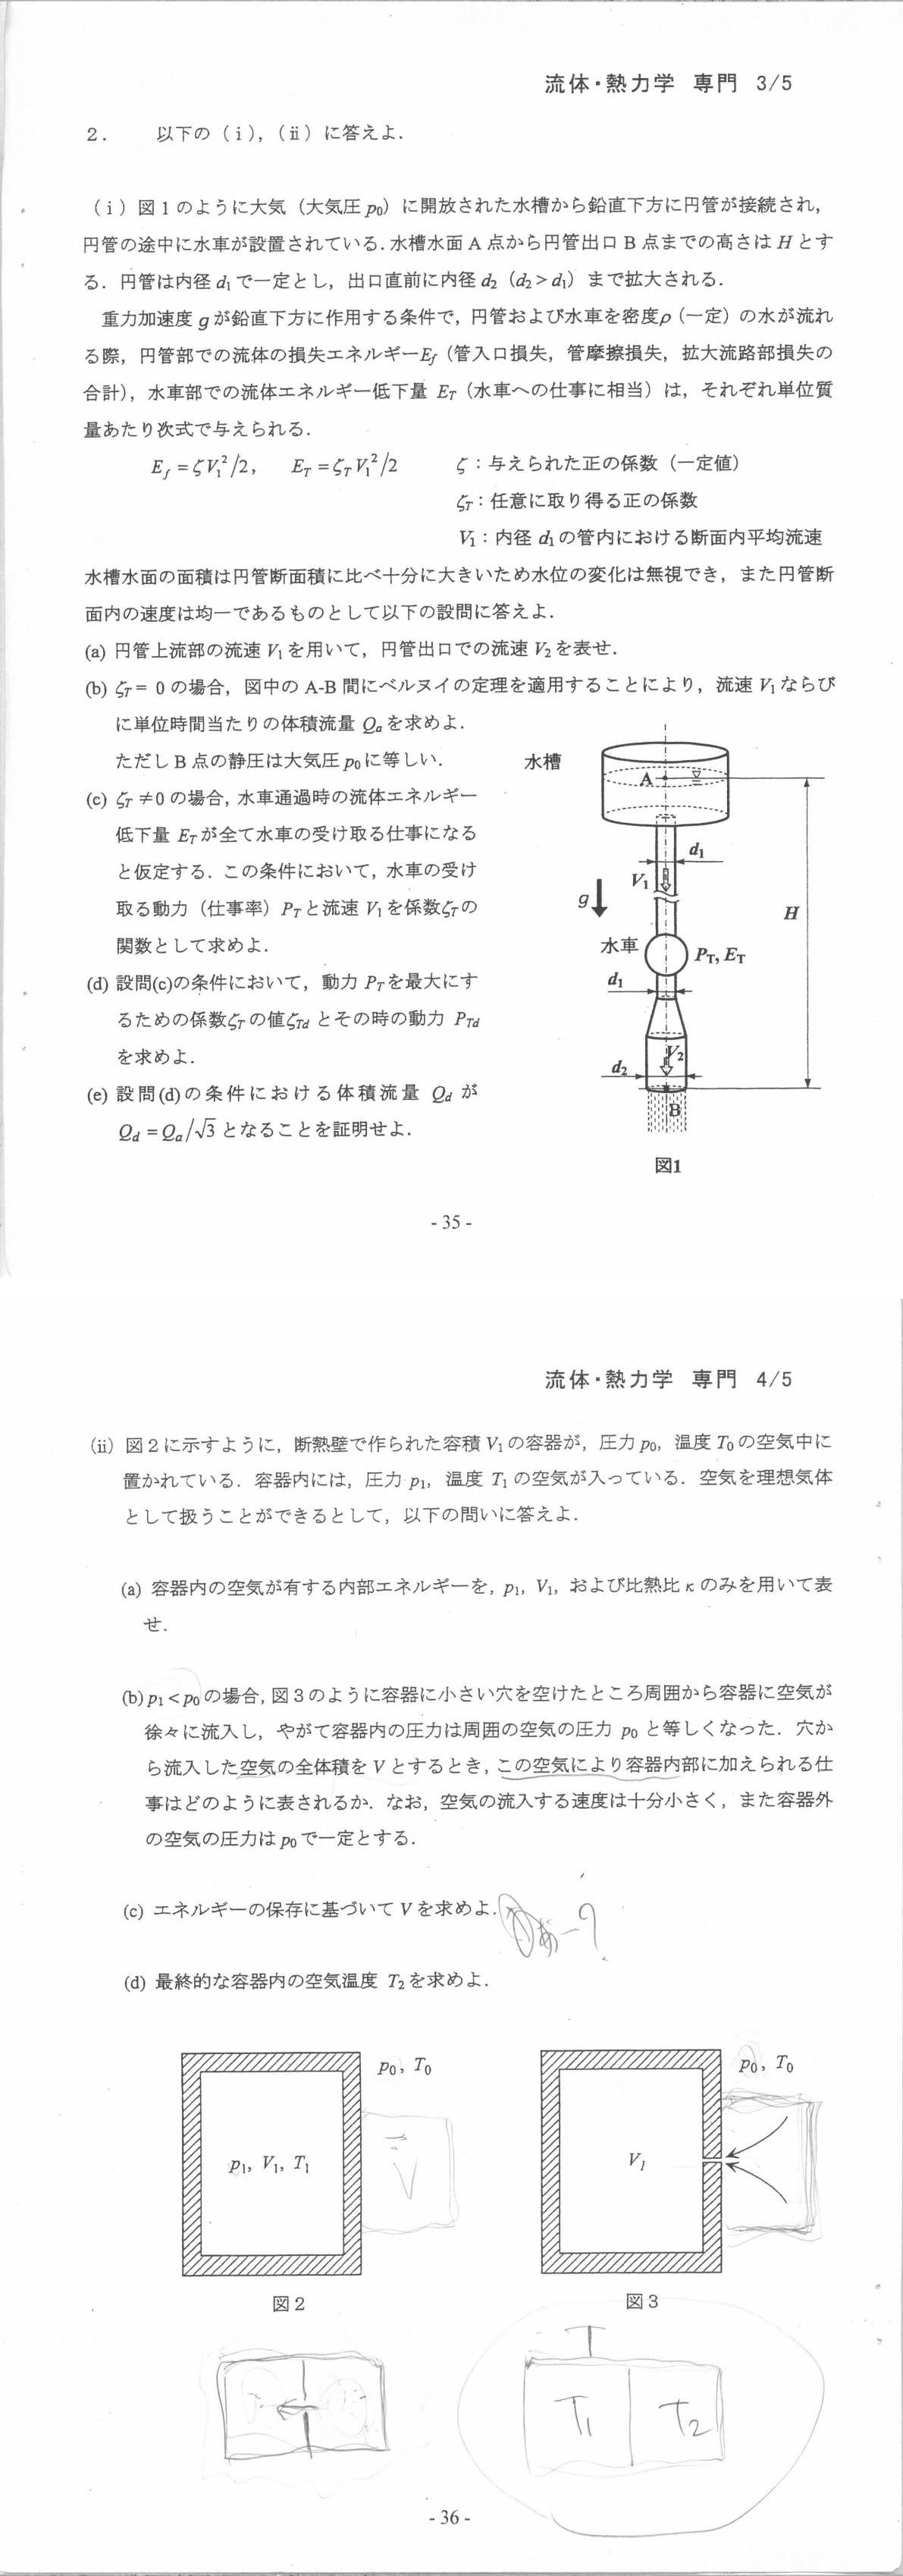 流体・熱力学 専門 3/5
２． 以下の（ⅰ），（ⅱ）に答えよ．
（ⅰ）図１のように大気（大気圧 p0）に開放された水槽から鉛直下方に円管が接続され，
円管の途中に水車が設置されている．水槽水面 A 点から円管出口 B 点までの高さは H とす
る．円管は内径 d1 で一定とし，出口直前に内径 d2（d2 > d1）まで拡大される．
重力加速度 g が鉛直下方に作用する条件で，円管および水車を密度ρ（一定）の水が流れ
る際，円管部での流体の損失エネルギーEf（管入口損失，管摩擦損失，拡大流路部損失の
合計），水車部での流体エネルギー低下量 ET（水車への仕事に相当）は，それぞれ単位質
量あたり次式で与えられる．
Ef = ζV1²/2, ET = ζT V1²/2 ζ：与えられた正の係数（一定値）
ζT：任意に取り得る正の係数
V1：内径 d1 の管内における断面内平均流速
水槽水面の面積は円管断面積に比べ十分に大きいため水位の変化は無視でき，また円管断
面内の速度は均一であるものとして以下の設問に答えよ．
(a) 円管上流部の流速 V1 を用いて，円管出口での流速 V2 を表せ．
(b) ζT = 0 の場合，図中の A-B 間にベルヌイの定理を適用することにより，流速 V1 ならび
に単位時間当たりの体積流量 Qa を求めよ．
ただし B 点の静圧は大気圧 p0 に等しい．
(c) ζT ≠0 の場合，水車通過時の流体エネルギー
低下量 ET が全て水車の受け取る仕事になる
と仮定する．この条件において，水車の受け
取る動力（仕事率）PT と流速 V1 を係数ζT の
関数として求めよ．
(d) 設問(c)の条件において，動力 PT を最大にす
るための係数ζT の値ζTd とその時の動力 PTd
を求めよ．
(e) 設問(d)の条件における体積流量 Qd が
Qd = Qa/√3 となることを証明せよ．
水槽
A
d1
V1
g
H
水車
PT, ET
d1
V2
d2
B
図1
- 35 -
流体・熱力学 専門 4/5
(ⅱ) 図２に示すように，断熱壁で作られた容積 V1 の容器が，圧力 p0，温度 T0 の空気中に
置かれている．容器内には，圧力 p1，温度 T1 の空気が入っている．空気を理想気体
として扱うことができるとして，以下の問いに答えよ．
(a) 容器内の空気が有する内部エネルギーを，p1，V1，および比熱比 κ のみを用いて表
せ．
(b) p1 < p0 の場合，図３のように容器に小さい穴を空けたところ周囲から容器に空気が
徐々に流入し，やがて容器内の圧力は周囲の空気の圧力 p0 と等しくなった．穴か
ら流入した空気の全体積を V とするとき，この空気により容器内部に加えられる仕
事はどのように表されるか．なお，空気の流入する速度は十分小さく，また容器外
の空気の圧力は p0 で一定とする．
(c) エネルギーの保存に基づいて V を求めよ．
(d) 最終的な容器内の空気温度 T2 を求めよ．
p0，T0
p1，V1，T1
V
図２
p0，T0
V1
図３
T
T1 T2
- 36 -